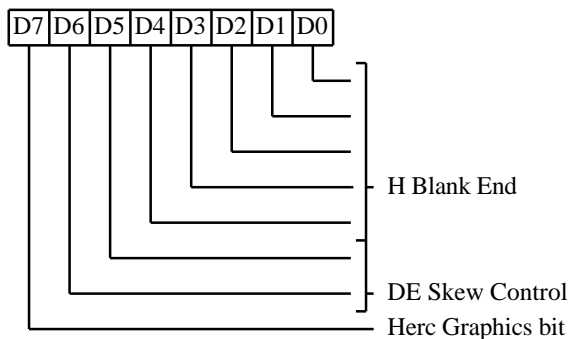 D7 D6 D5 D4 D3 D2 D1 D0
H Blank End
DE Skew Control
Herc Graphics bit